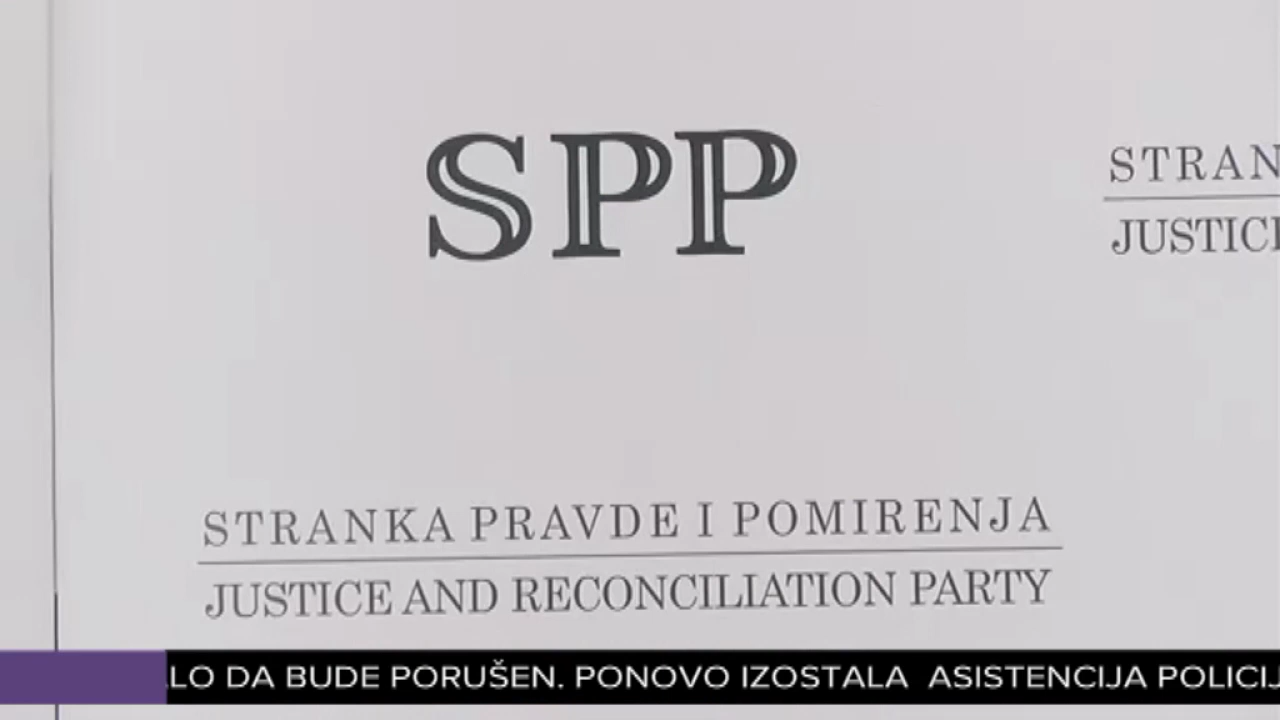 SPP
STRANKA PRAVDE I POMIRENJA
JUSTICE AND RECONCILIATION PARTY
STRAN
JUSTIC
LO DA BUDE PORUŠEN. PONOVO IZOSTALA ASISTENCIJA POLICIJ